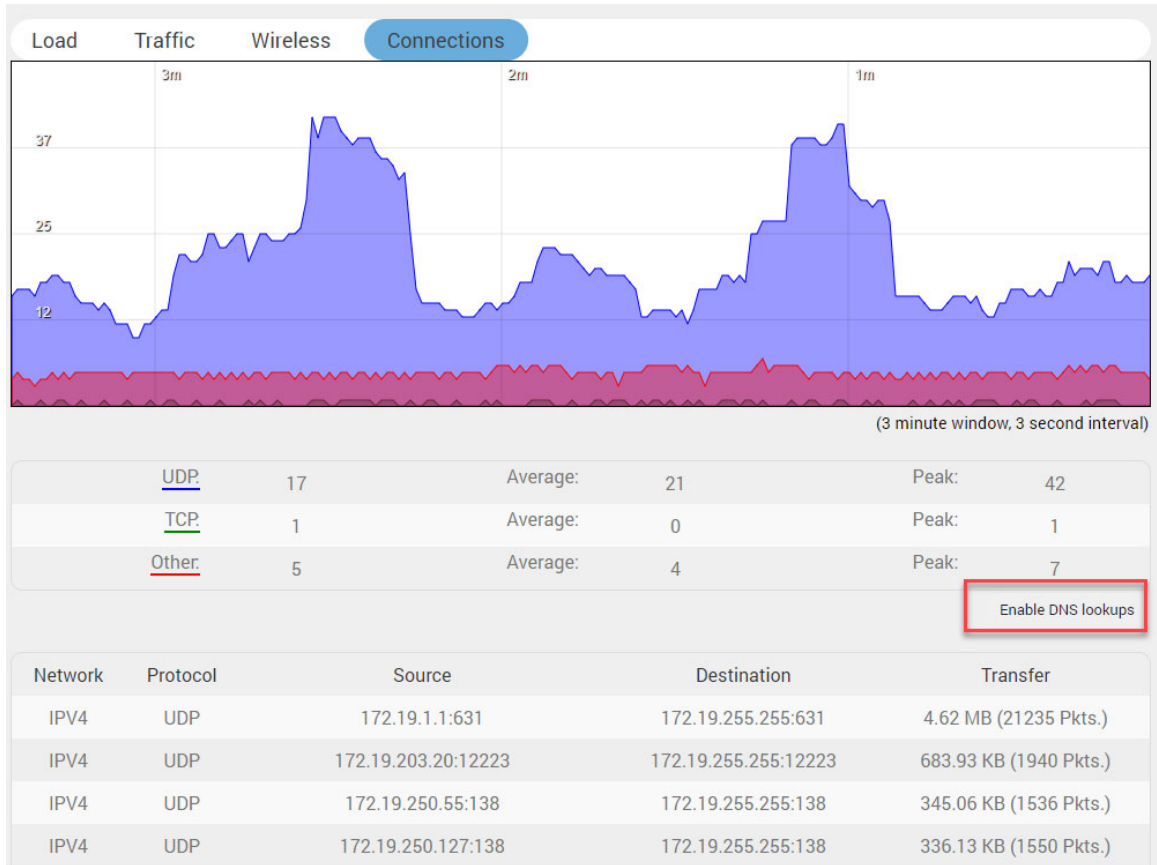 Load Traffic Wireless Connections
3m 2m 1m
37
25
12
(3 minute window, 3 second interval)
UDP: 17 Average: 21 Peak: 42
TCP: 1 Average: 0 Peak: 1
Other: 5 Average: 4 Peak: 7
Enable DNS lookups
Network Protocol Source Destination Transfer
IPV4 UDP 172.19.1.1:631 172.19.255.255:631 4.62 MB (21235 Pkts.)
IPV4 UDP 172.19.203.20:12223 172.19.255.255:12223 683.93 KB (1940 Pkts.)
IPV4 UDP 172.19.250.55:138 172.19.255.255:138 345.06 KB (1536 Pkts.)
IPV4 UDP 172.19.250.127:138 172.19.255.255:138 336.13 KB (1550 Pkts.)